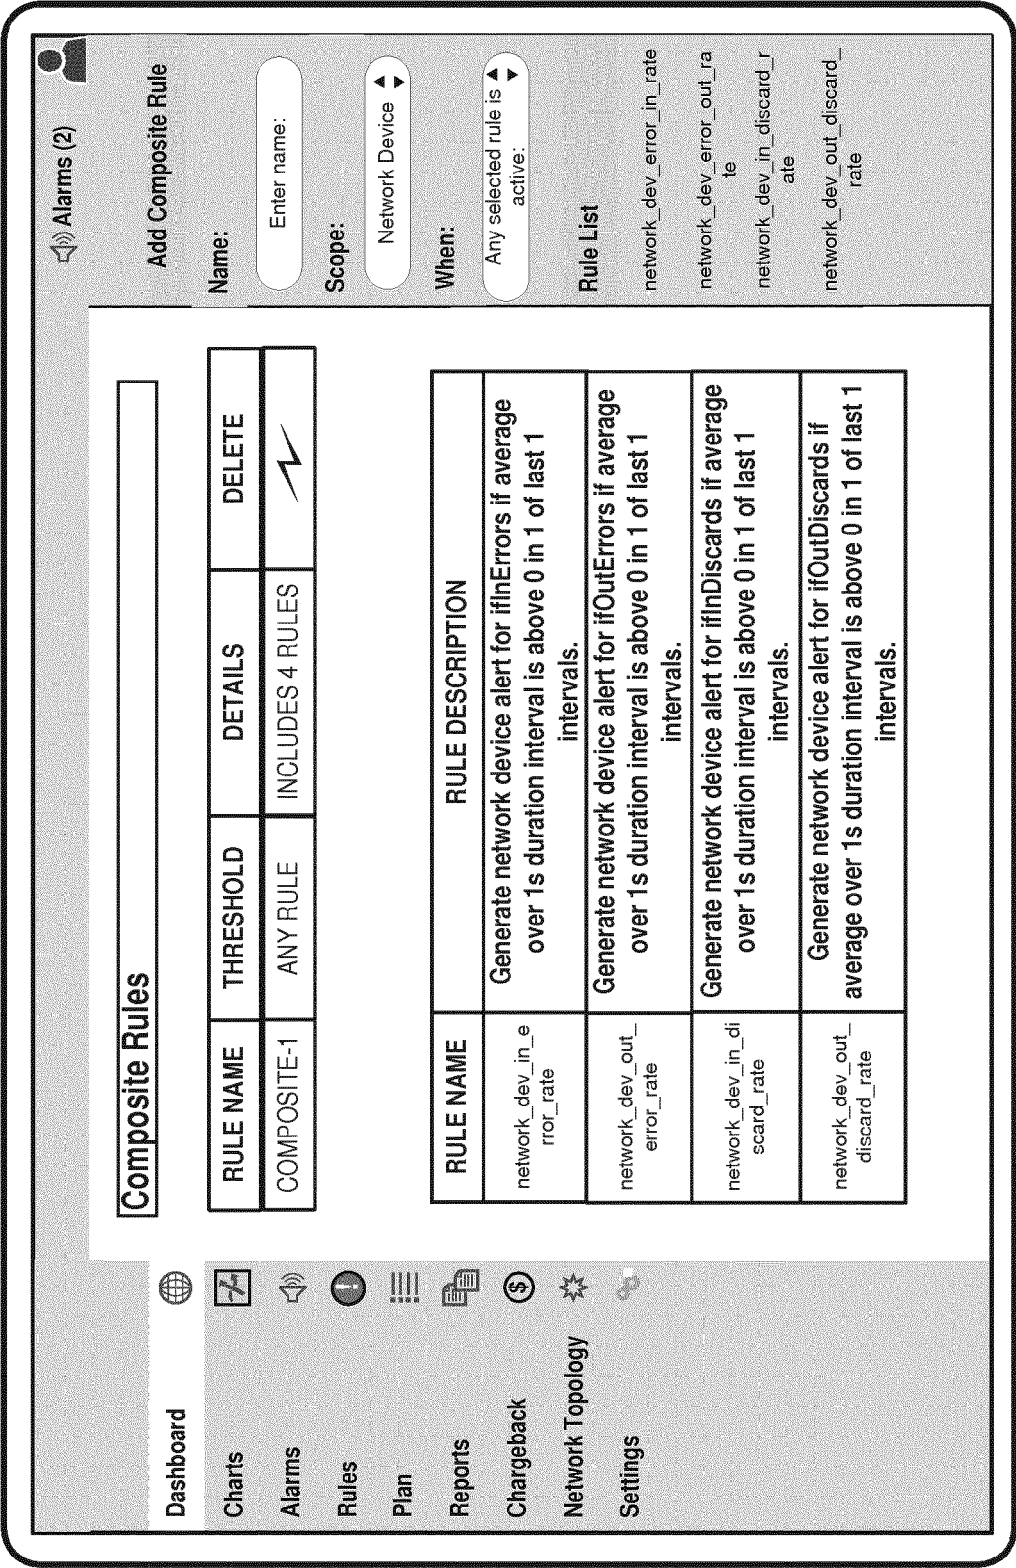 Alarms (2)
Dashboard
Charts
Alarms
Rules
Plan
Reports
Chargeback
$
Network Topology
Settings
Composite Rules
RULE NAME THRESHOLD DETAILS DELETE
COMPOSITE-1 ANY RULE INCLUDES 4 RULES
RULE NAME RULE DESCRIPTION
network_dev_in_e
rror_rate
Generate network device alert for ifInErrors if average
over 1s duration interval is above 0 in 1 of last 1
intervals.
network_dev_out_
error_rate
Generate network device alert for ifOutErrors if average
over 1s duration interval is above 0 in 1 of last 1
intervals.
network_dev_in_di
scard_rate
Generate network device alert for ifInDiscards if average
over 1s duration interval is above 0 in 1 of last 1
intervals.
network_dev_out_
discard_rate
Generate network device alert for ifOutDiscards if
average over 1s duration interval is above 0 in 1 of last 1
intervals.
Add Composite Rule
Name:
Enter name:
Scope:
Network Device
When:
Any selected rule is
active:
Rule List
network_dev_error_in_rate
network_dev_error_out_ra
te
network_dev_in_discard_r
ate
network_dev_out_discard_
rate